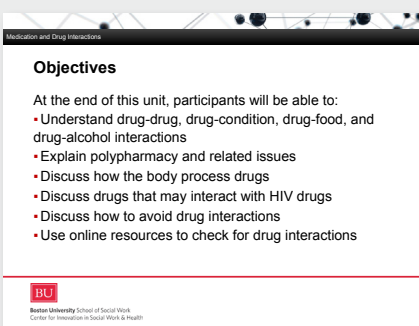 Medication and Drug Interactions
Objectives
At the end of this unit, participants will be able to:
▪Understand drug-drug, drug-condition, drug-food, and
drug-alcohol interactions
▪Explain polypharmacy and related issues
▪Discuss how the body process drugs
▪Discuss drugs that may interact with HIV drugs
▪Discuss how to avoid drug interactions
▪Use online resources to check for drug interactions
BU
Boston University School of Social Work
Center for Innovation in Social Work & Health